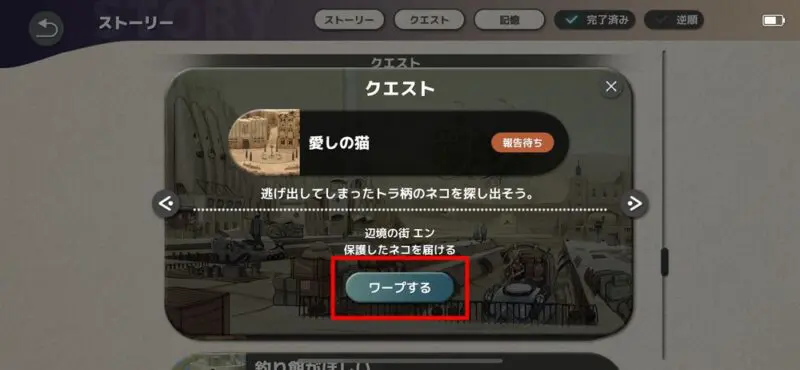 STORY
ストーリー
ストーリー
クエスト
記憶
完了済み
逆順
クエスト
クエスト
愛しの猫
報告待ち
逃げ出してしまったトラ柄のネコを探し出そう。
辺境の街 エン
保護したネコを届ける
ワープする
釣り餌がほしい